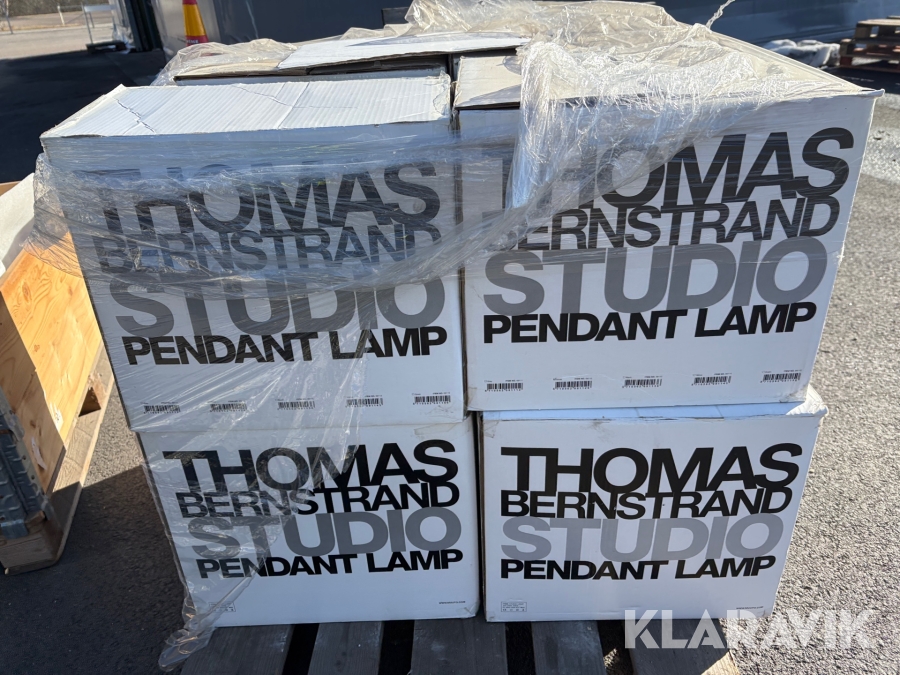 THOMAS
BERNSTRAND
STUDIO
PENDANT LAMP
THOMAS
BERNSTRAND
STUDIO
PENDANT LAMP
THOMAS
BERNSTRAND
STUDIO
PENDANT LAMP
THOMAS
BERNSTRAND
STUDIO
PENDANT LAMP
KLARAVIK